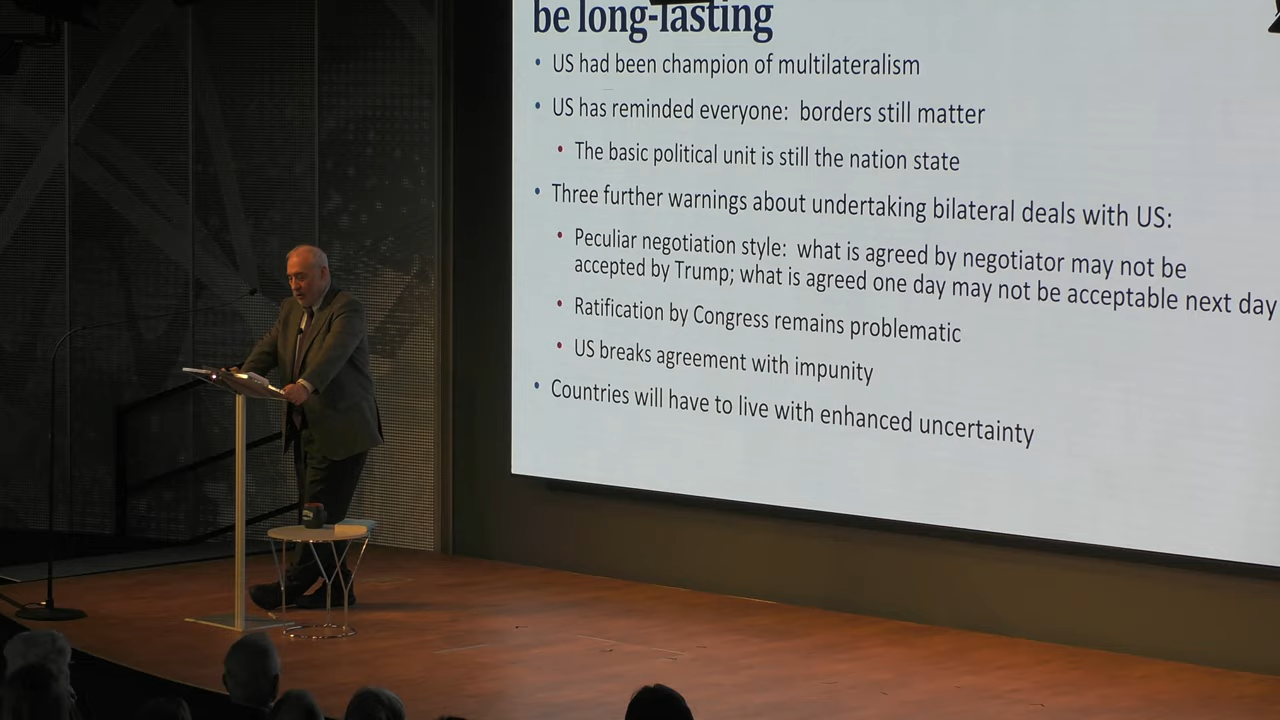 be long-lasting
• US had been champion of multilateralism
• US has reminded everyone: borders still matter
• The basic political unit is still the nation state
• Three further warnings about undertaking bilateral deals with US:
• Peculiar negotiation style: what is agreed by negotiator may not be
accepted by Trump; what is agreed one day may not be acceptable next day
• Ratification by Congress remains problematic
• US breaks agreement with impunity
• Countries will have to live with enhanced uncertainty